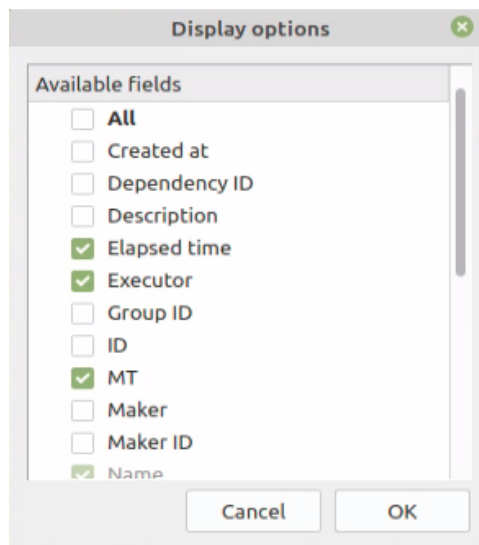 Display options
Available fields
All
Created at
Dependency ID
Description
Elapsed time
Executor
Group ID
ID
MT
Maker
Maker ID
Name
Cancel
OK